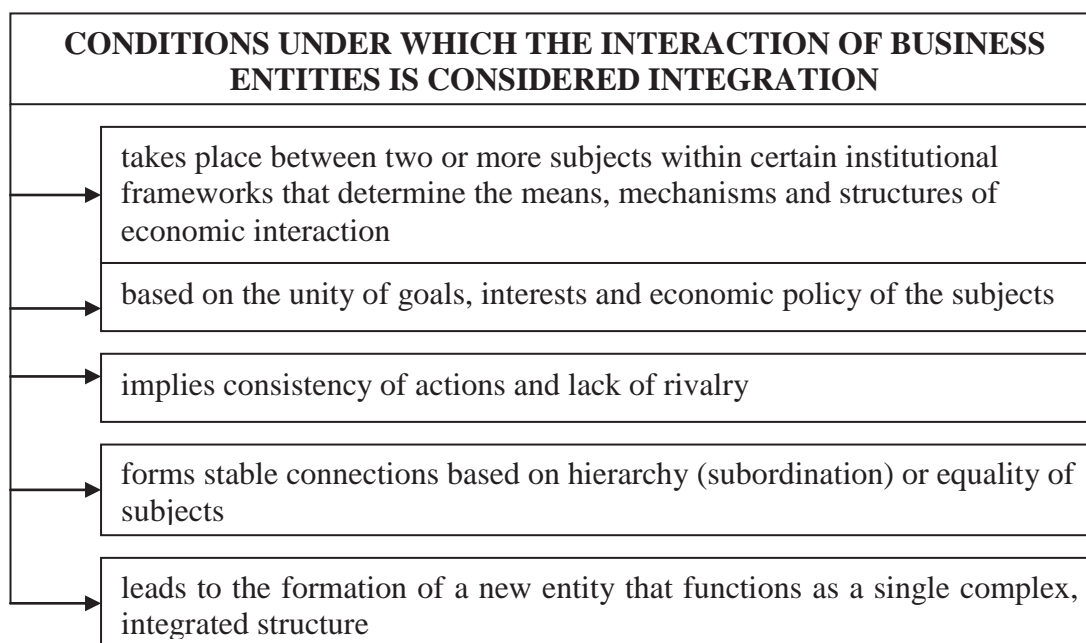 CONDITIONS UNDER WHICH THE INTERACTION OF BUSINESS
ENTITIES IS CONSIDERED INTEGRATION
takes place between two or more subjects within certain institutional
frameworks that determine the means, mechanisms and structures of
economic interaction
based on the unity of goals, interests and economic policy of the subjects
implies consistency of actions and lack of rivalry
forms stable connections based on hierarchy (subordination) or equality of
subjects
leads to the formation of a new entity that functions as a single complex,
integrated structure